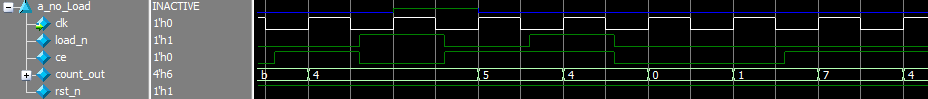 a_no_Load INACTIVE
clk 1'h0
load_n 1'h1
ce 1'h0
count_out 4'h6 b 4 5 4 0 1 7 4
rst_n 1'h1